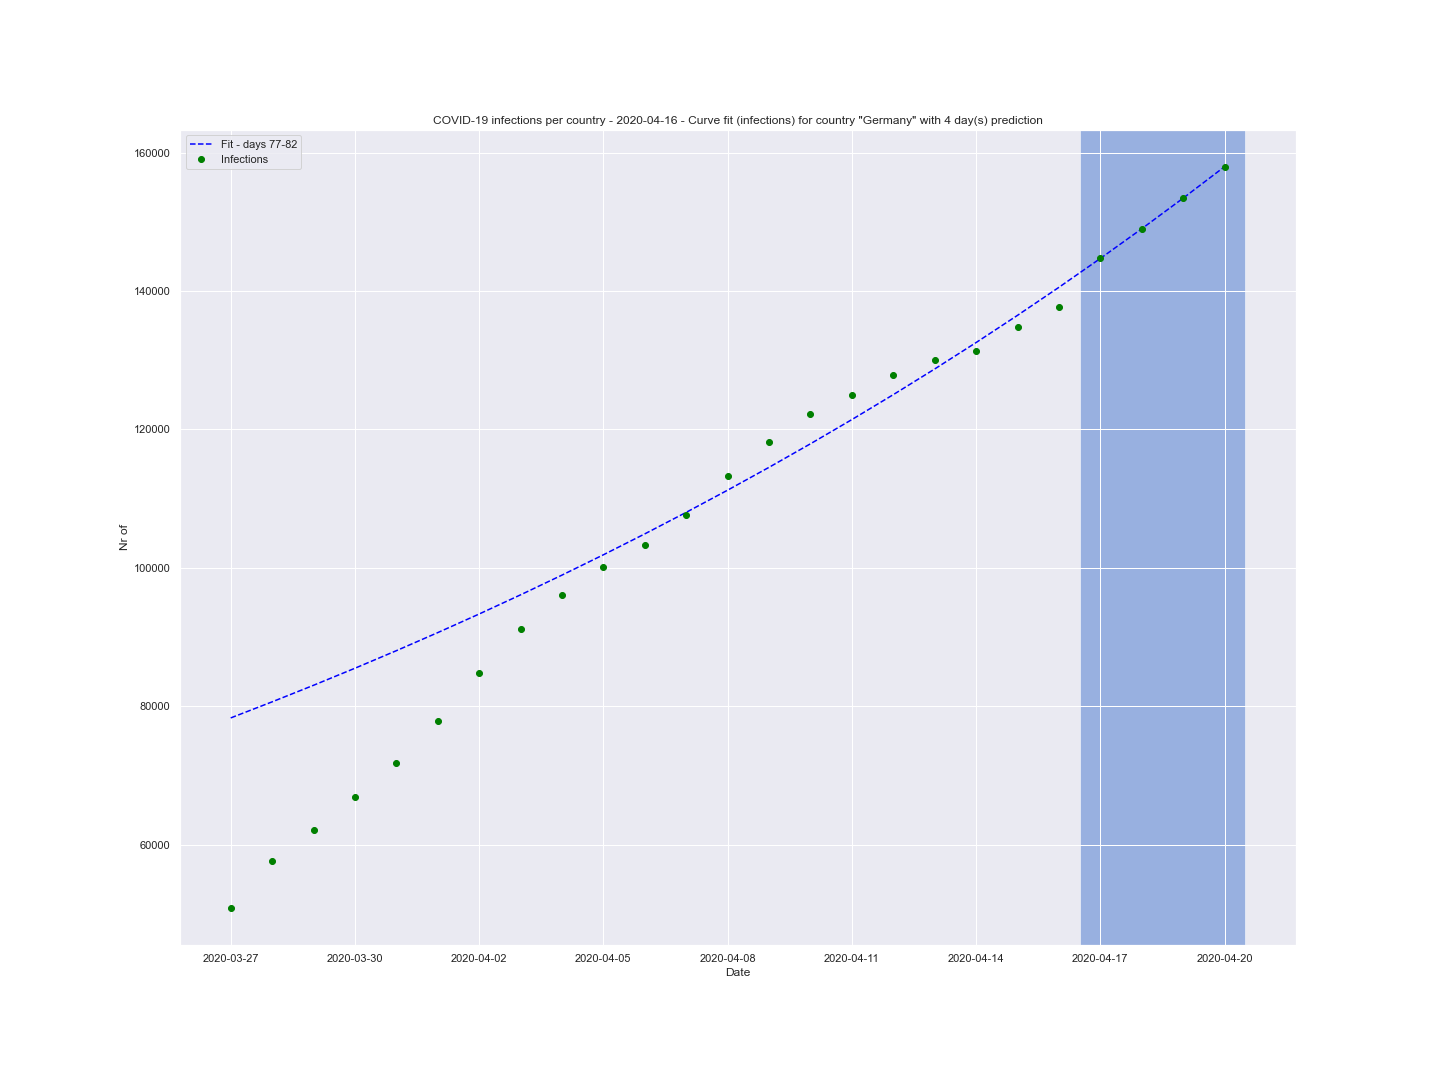 COVID-19 infections per country - 2020-04-16 - Curve fit (infections) for country "Germany" with 4 day(s) prediction
Fit - days 77-82
Infections
160000
140000
120000
100000
80000
60000
Nr of
2020-03-27 2020-03-30 2020-04-02 2020-04-05 2020-04-08 2020-04-11 2020-04-14 2020-04-17 2020-04-20
Date